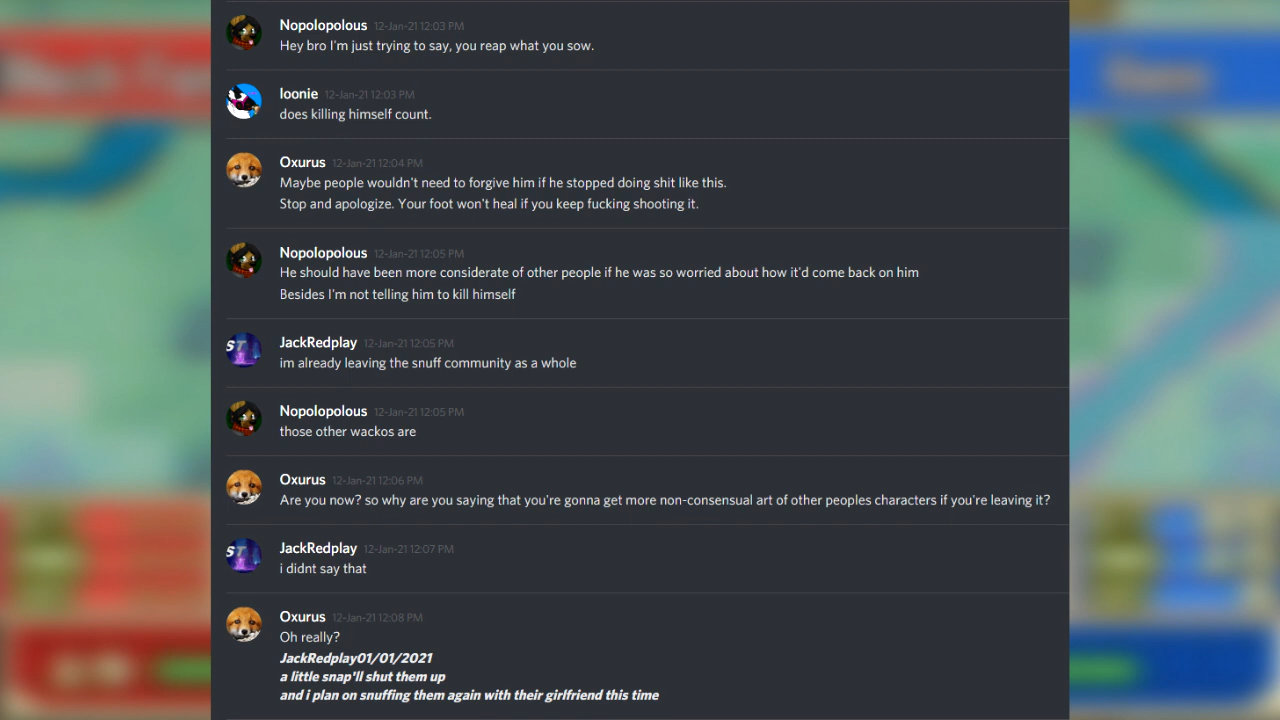 Nopolopolous 12-Jan-21 12:03 PM
Hey bro I'm just trying to say, you reap what you sow.
loonie 12-Jan-21 12:03 PM
does killing himself count.
Oxurus 12-Jan-21 12:04 PM
Maybe people wouldn't need to forgive him if he stopped doing shit like this.
Stop and apologize. Your foot won't heal if you keep fucking shooting it.
Nopolopolous 12-Jan-21 12:05 PM
He should have been more considerate of other people if he was so worried about how it'd come back on him
Besides I'm not telling him to kill himself
JackRedplay 12-Jan-21 12:05 PM
im already leaving the snuff community as a whole
Nopolopolous 12-Jan-21 12:05 PM
those other wackos are
Oxurus 12-Jan-21 12:06 PM
Are you now? so why are you saying that you're gonna get more non-consensual art of other peoples characters if you're leaving it?
JackRedplay 12-Jan-21 12:07 PM
i didnt say that
Oxurus 12-Jan-21 12:08 PM
Oh really?
JackRedplay01/01/2021
a little snap'll shut them up
and i plan on snuffing them again with their girlfriend this time